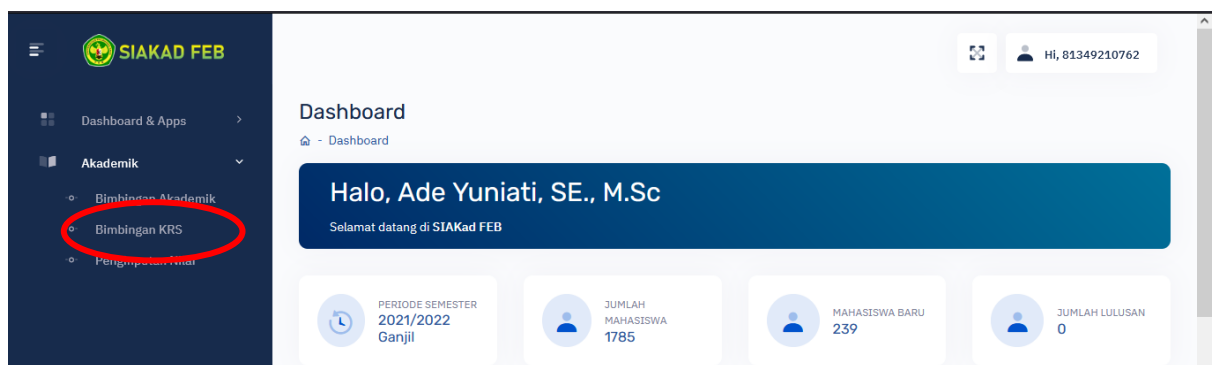 SIAKAD FEB
Hi, 81349210762
Dashboard & Apps
Akademik
Bimbingan Akademik
Bimbingan KRS
Penginputan Nilai
Dashboard
- Dashboard
Halo, Ade Yuniati, SE., M.Sc
Selamat datang di SIAKad FEB
PERIODE SEMESTER
2021/2022
Ganjil
JUMLAH
MAHASISWA
1785
MAHASISWA BARU
239
JUMLAH LULUSAN
0